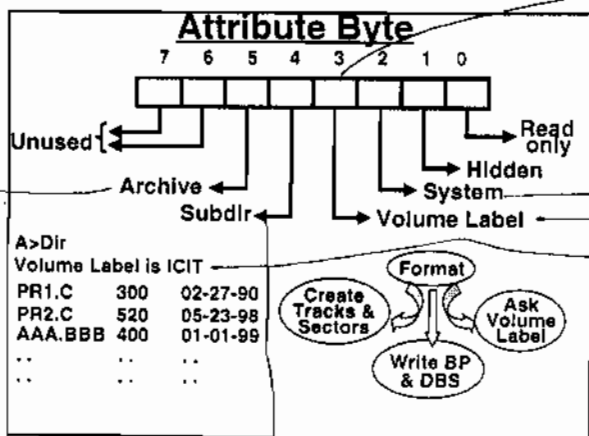 Attribute Byte
7 6 5 4 3 2 1 0
Unused
Read only
Hidden
Archive
System
Subdir
Volume Label
A>Dir
Volume Label is ICIT
PR1.C 300 02-27-90
PR2.C 520 05-23-98
AAA.BBB 400 01-01-99
.. .. ..
.. .. ..
Format
Create
Tracks &
Sectors
Ask
Volume
Label
Write BP
& DBS